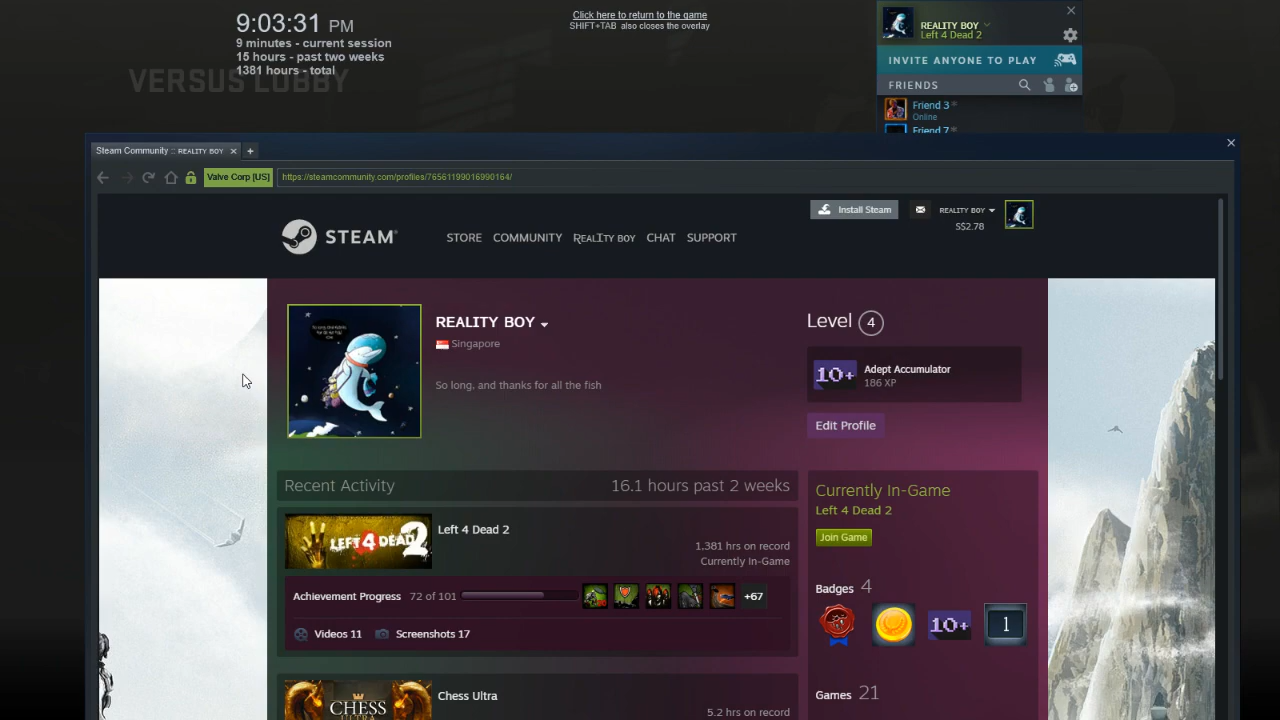 9:03:31 PM
9 minutes - current session
15 hours - past two weeks
1381 hours - total
VERSUS LOBBY
Click here to return to the game
SHIFT+TAB also closes the overlay
REALITY BOY
Left 4 Dead 2
INVITE ANYONE TO PLAY
FRIENDS
Friend 3
Online
Friend 7
Steam Community :: REALITY BOY
Valve Corp [US]
https://steamcommunity.com/profiles/76561199016990164/
Install Steam
REALITY BOY
S$2.78
STEAM
STORE COMMUNITY REALITY BOY CHAT SUPPORT
REALITY BOY
Singapore
So long, and thanks for all the fish
Level 4
10+
Adept Accumulator
186 XP
Edit Profile
Recent Activity
16.1 hours past 2 weeks
LEFT 4 DEAD 2
Left 4 Dead 2
1,381 hrs on record
Currently In-Game
Achievement Progress 72 of 101
+67
Videos 11
Screenshots 17
Currently In-Game
Left 4 Dead 2
Join Game
Badges 4
10+
1
Games 21
CHESS
ULTRA
Chess Ultra
5.2 hrs on record